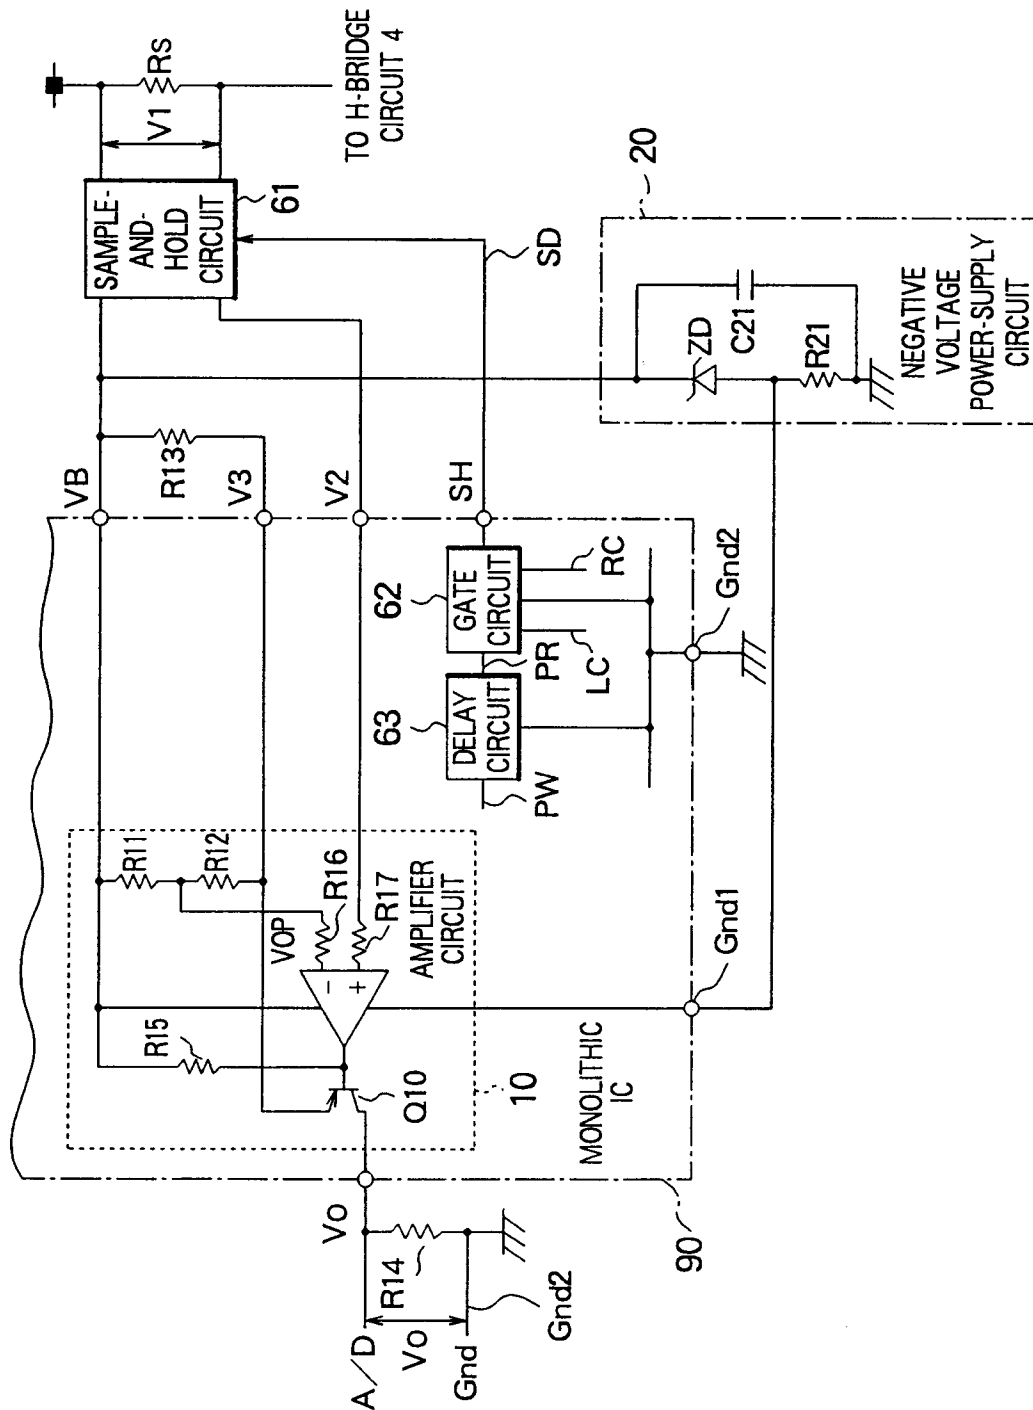 A/D
Vo
Gnd
Gnd2
R14
Vo
90
MONOLITHIC
IC
10
Q10
R15
VOP
AMPLIFIER
CIRCUIT
R16
R17
R11
R12
Gnd1
PW
63
DELAY
CIRCUIT
PR
LC
62
GATE
CIRCUIT
RC
Gnd2
VB
V3
V2
SH
R13
SD
SAMPLE-
AND-
HOLD
CIRCUIT
61
V1
Rs
TO H-BRIDGE
CIRCUIT 4
20
ZD
C21
R21
NEGATIVE
VOLTAGE
POWER-SUPPLY
CIRCUIT